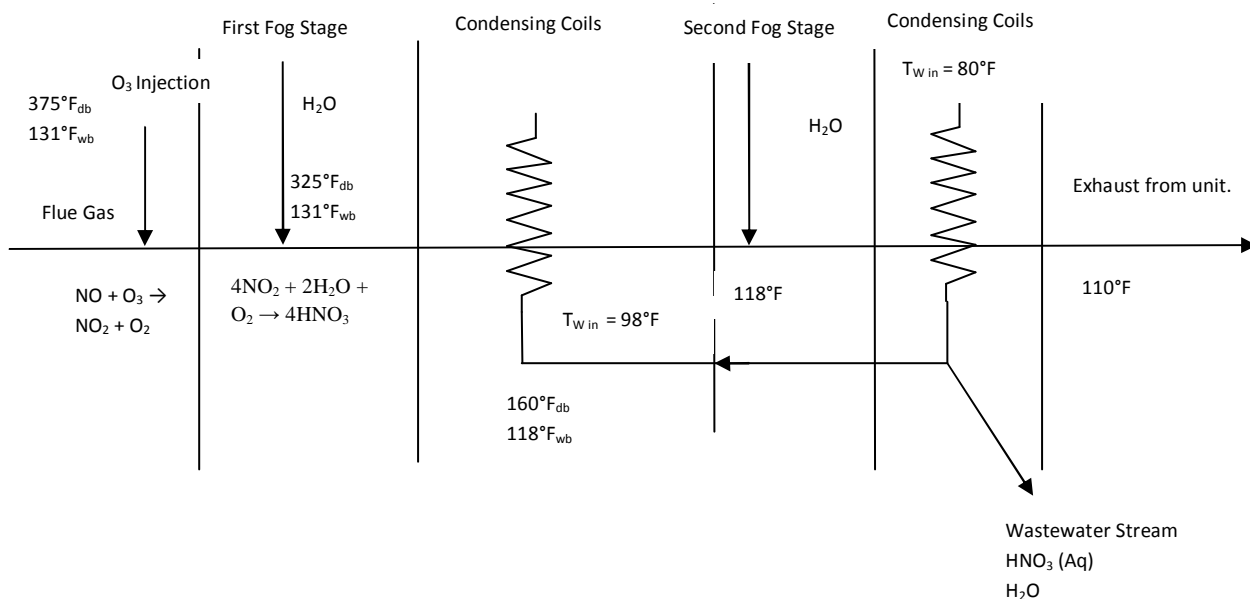 First Fog Stage
Condensing Coils
Second Fog Stage
Condensing Coils
O₃ Injection
375°F_db
131°F_wb
H₂O
T_W in = 80°F
H₂O
325°F_db
131°F_wb
Flue Gas
Exhaust from unit.
NO + O₃ →
NO₂ + O₂
4NO₂ + 2H₂O +
O₂ → 4HNO₃
T_W in = 98°F
118°F
110°F
160°F_db
118°F_wb
Wastewater Stream
HNO₃ (Aq)
H₂O